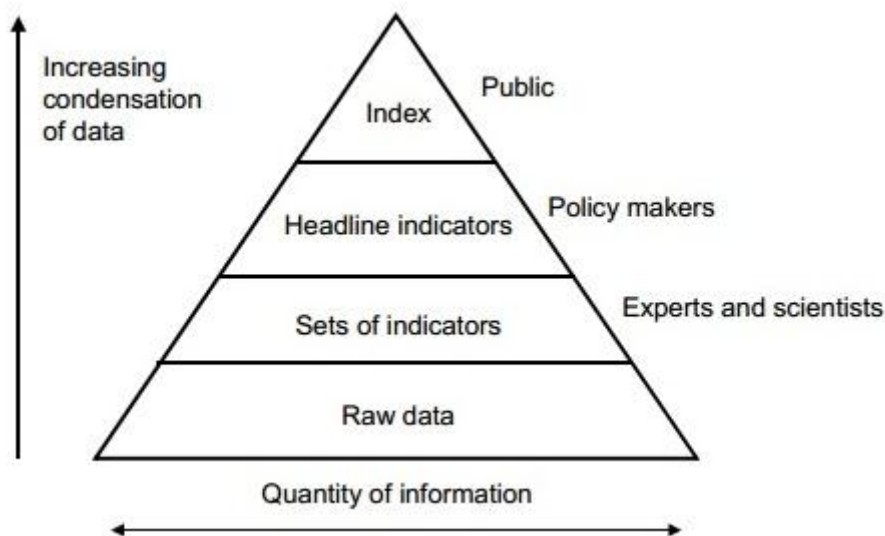 Increasing
condensation
of data
Public
Index
Policy makers
Headline indicators
Experts and scientists
Sets of indicators
Raw data
Quantity of information